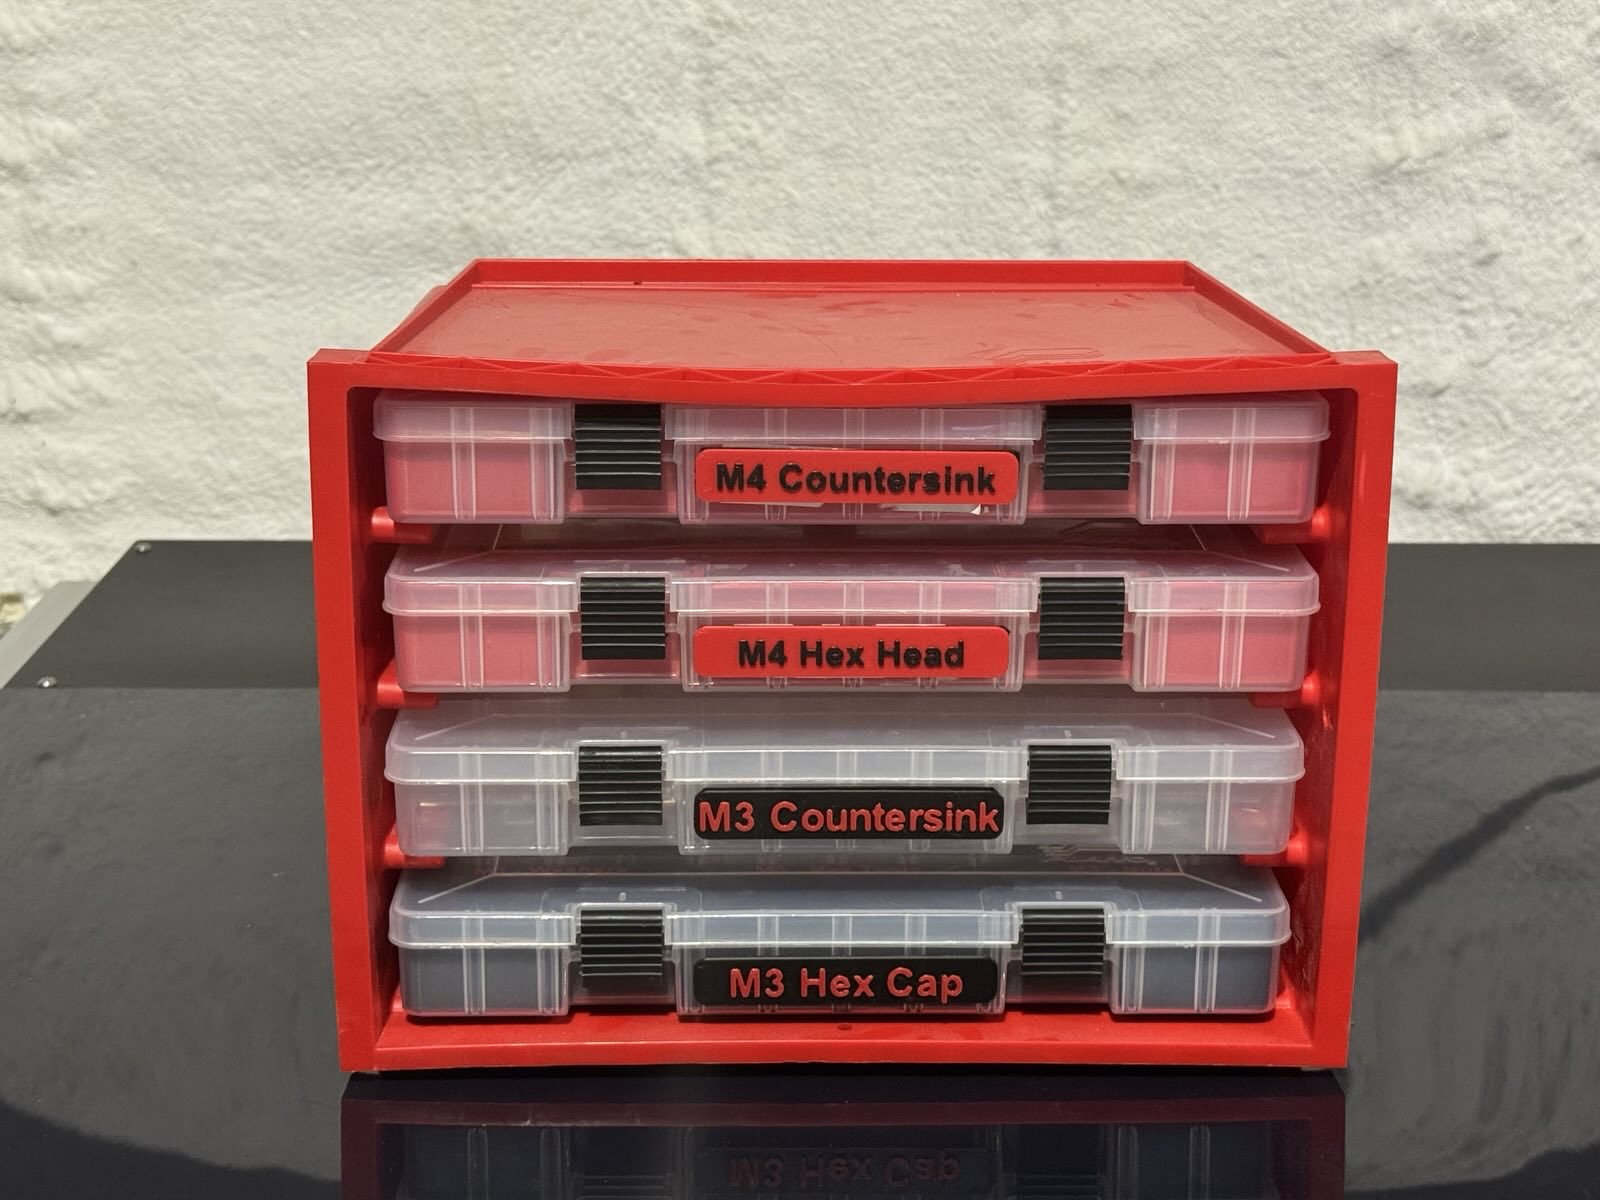 M4 Countersink
M4 Hex Head
M3 Countersink
M3 Hex Cap